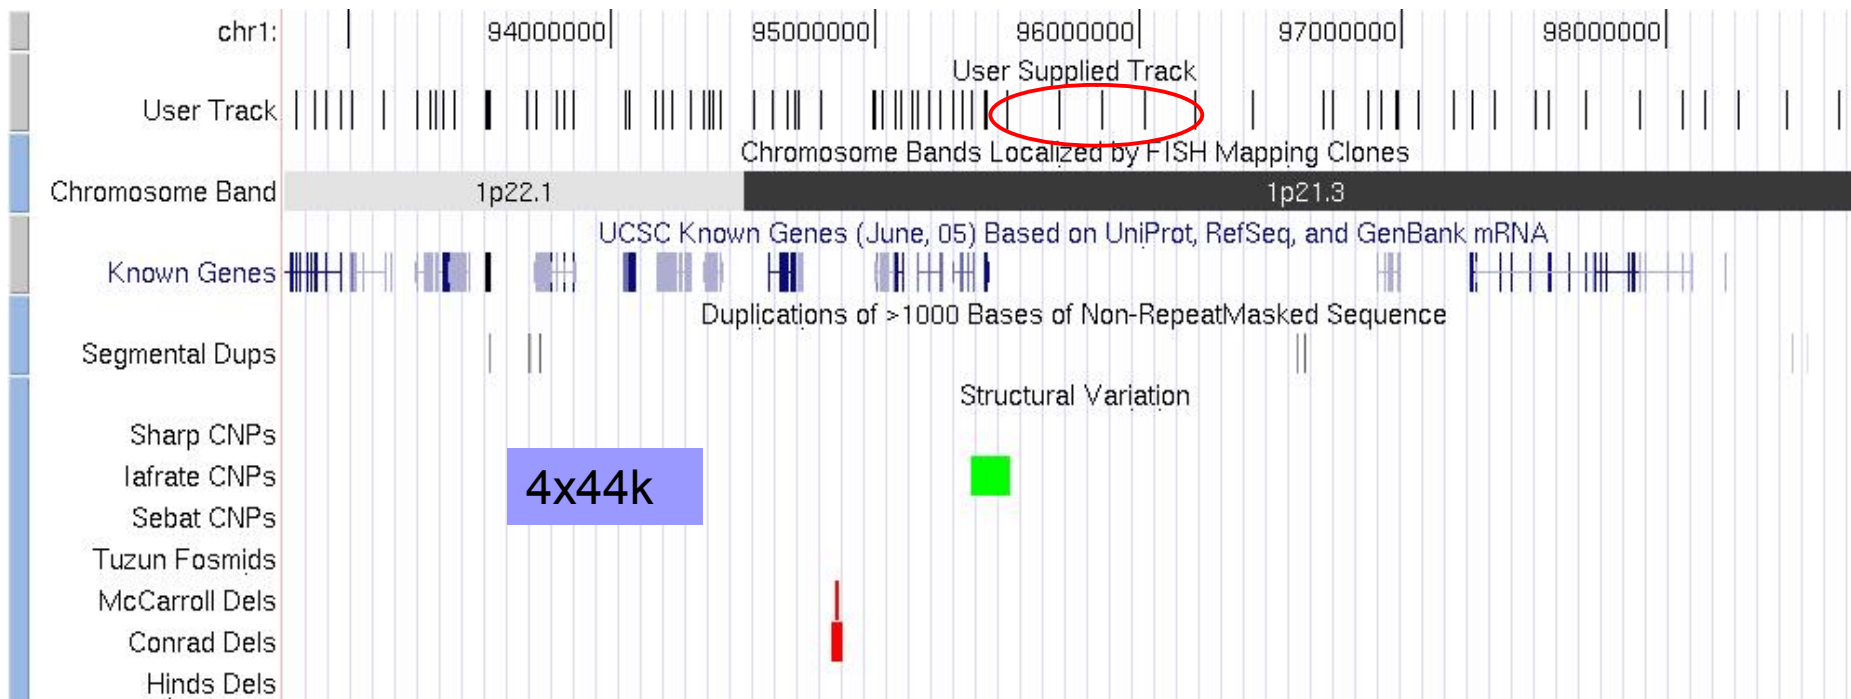 chr1: 94000000 95000000 96000000 97000000 98000000
User Supplied Track
User Track
Chromosome Bands Localized by FISH Mapping Clones
Chromosome Band 1p22.1 1p21.3
UCSC Known Genes (June, 05) Based on UniProt, RefSeq, and GenBank mRNA
Known Genes
Duplications of >1000 Bases of Non-RepeatMasked Sequence
Segmental Dups
Structural Variation
Sharp CNPs
Iafrate CNPs
4x44k
Sebat CNPs
Tuzun Fosmids
McCarroll Dels
Conrad Dels
Hinds Dels